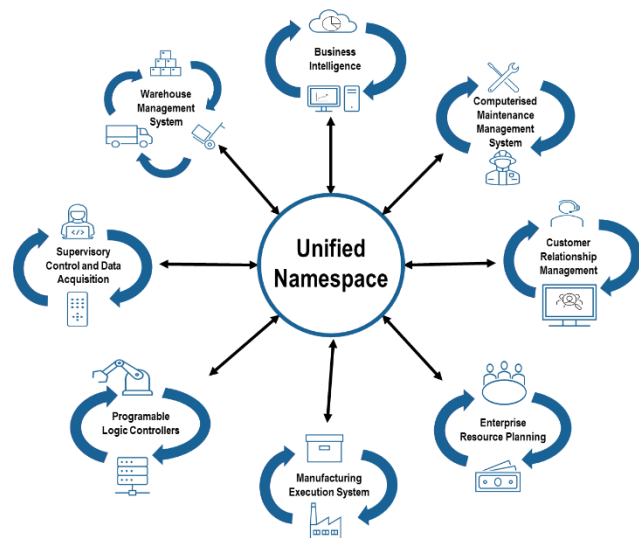 Business
Intelligence
Warehouse
Management
System
Computerised
Maintenance
Management
System
Unified
Namespace
Supervisory
Control and Data
Acquisition
</>
Customer
Relationship
Management
Programable
Logic Controllers
Enterprise
Resource Planning
Manufacturing
Execution System